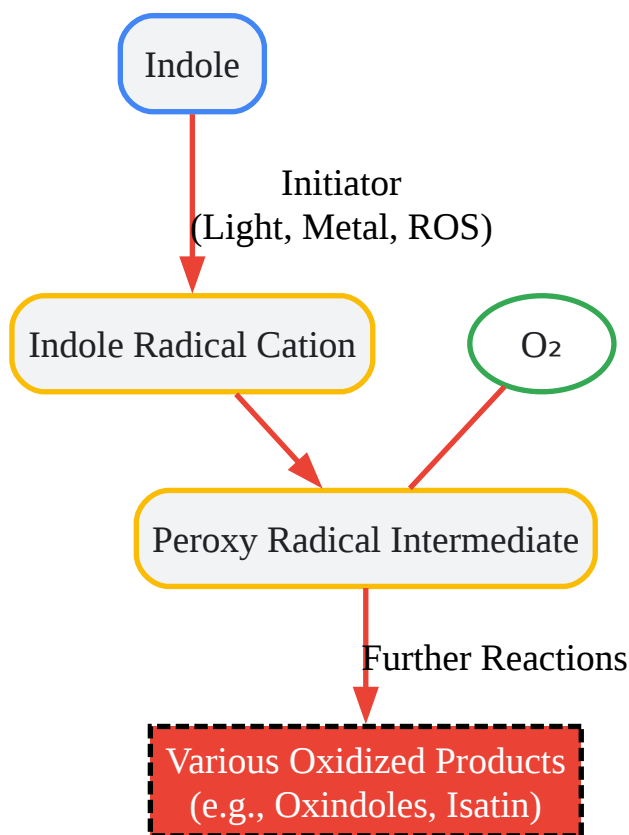 Indole
Initiator
(Light, Metal, ROS)
Indole Radical Cation
O₂
Peroxy Radical Intermediate
Further Reactions
Various Oxidized Products
(e.g., Oxindoles, Isatin)